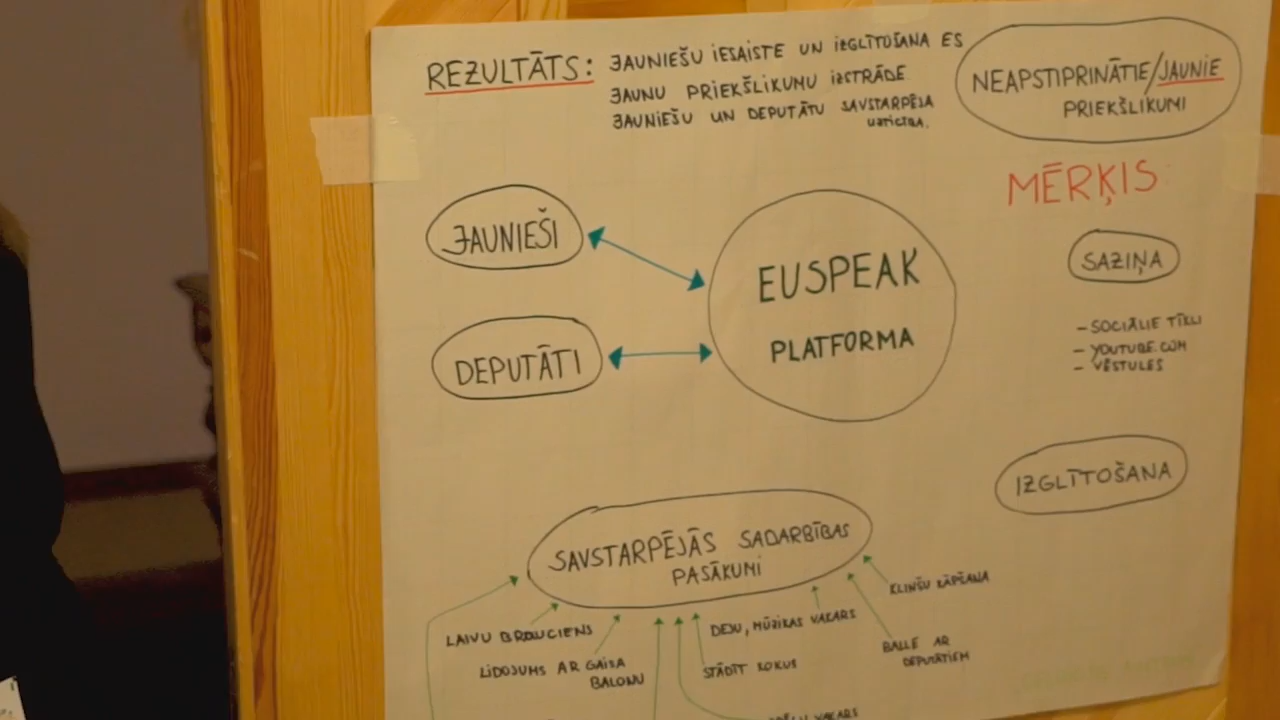 REZULTĀTS: JAUNIEŠU IESAISTE UN IZGLĪTOŠANA ES
JAUNU PRIEKŠLIKUMU IZSTRĀDE
JAUNIEŠU UN DEPUTĀTU SAVSTARPĒJA
UZTICĪBA.
NEAPSTIPRINĀTIE/JAUNIE
PRIEKŠLIKUMI
MĒRĶIS:
JAUNIEŠI
DEPUTĀTI
EUSPEAK
PLATFORMA
SAZIŅA
- SOCIĀLIE TĪKLI
- YOUTUBE.COM
- VĒSTULES
IZGLĪTOŠANA
SAVSTARPĒJĀS SADARBĪBAS
PASĀKUMI
LAIVU BRAUCIENS
LIDOJUMS AR GAISA
BALONU
STĀDĪT KOKUS
DEJU, MŪZIKAS VAKARS
BALLE AR
DEPUTĀTIEM
KLINŠU KĀPŠANA
VAKARS